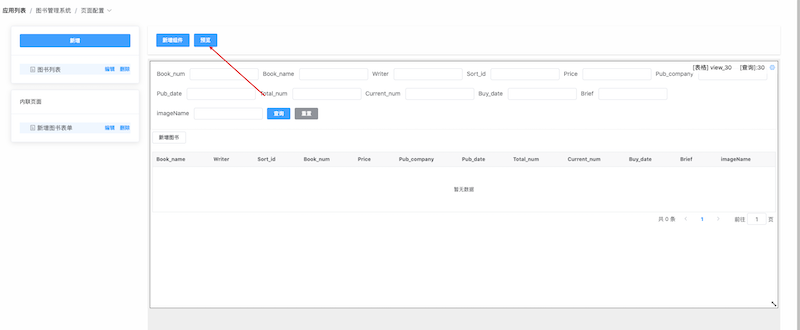 应用列表 / 图书管理系统 / 页面配置
新增
图书列表 编辑 删除
内联页面
新增图书表单 编辑 删除
新增组件 预览
[表格] view_30 [查询]:30
Book_num Book_name Writer Sort_id Price Pub_company
Pub_date Total_num Current_num Buy_date Brief
imageName 查询 重置
新增图书
Book_name Writer Sort_id Book_num Price Pub_company Pub_date Total_num Current_num Buy_date Brief imageName
暂无数据
共 0 条 1 前往 1 页